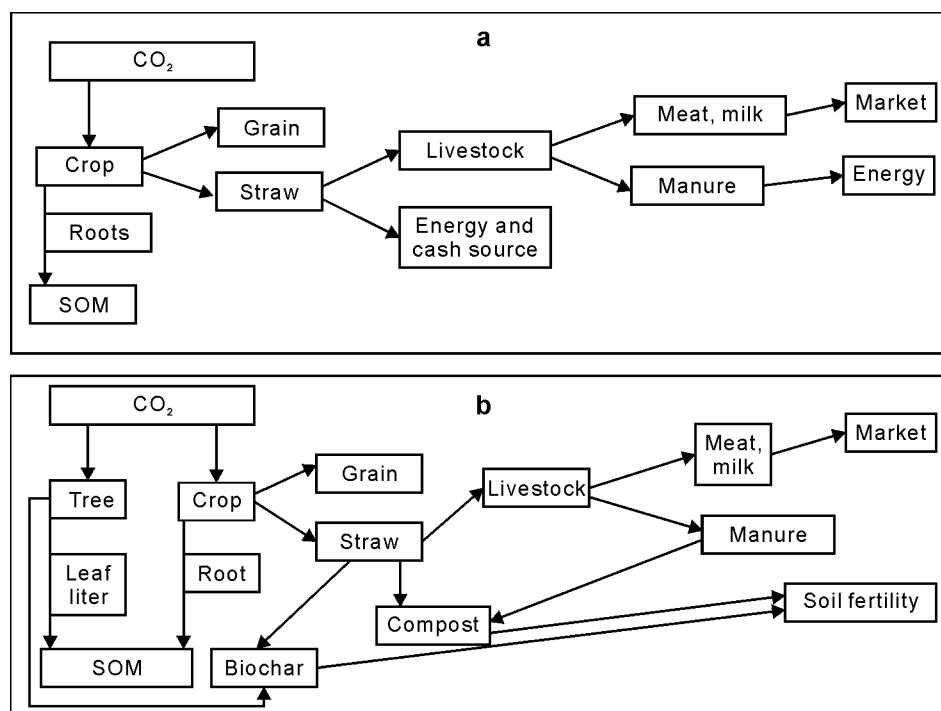 a
CO₂
Grain
Meat, milk
Market
Crop
Livestock
Straw
Manure
Energy
Roots
Energy and
cash source
SOM
b
CO₂
Meat,
milk
Market
Grain
Tree
Crop
Livestock
Straw
Manure
Leaf
liter
Root
Compost
Soil fertility
SOM
Biochar